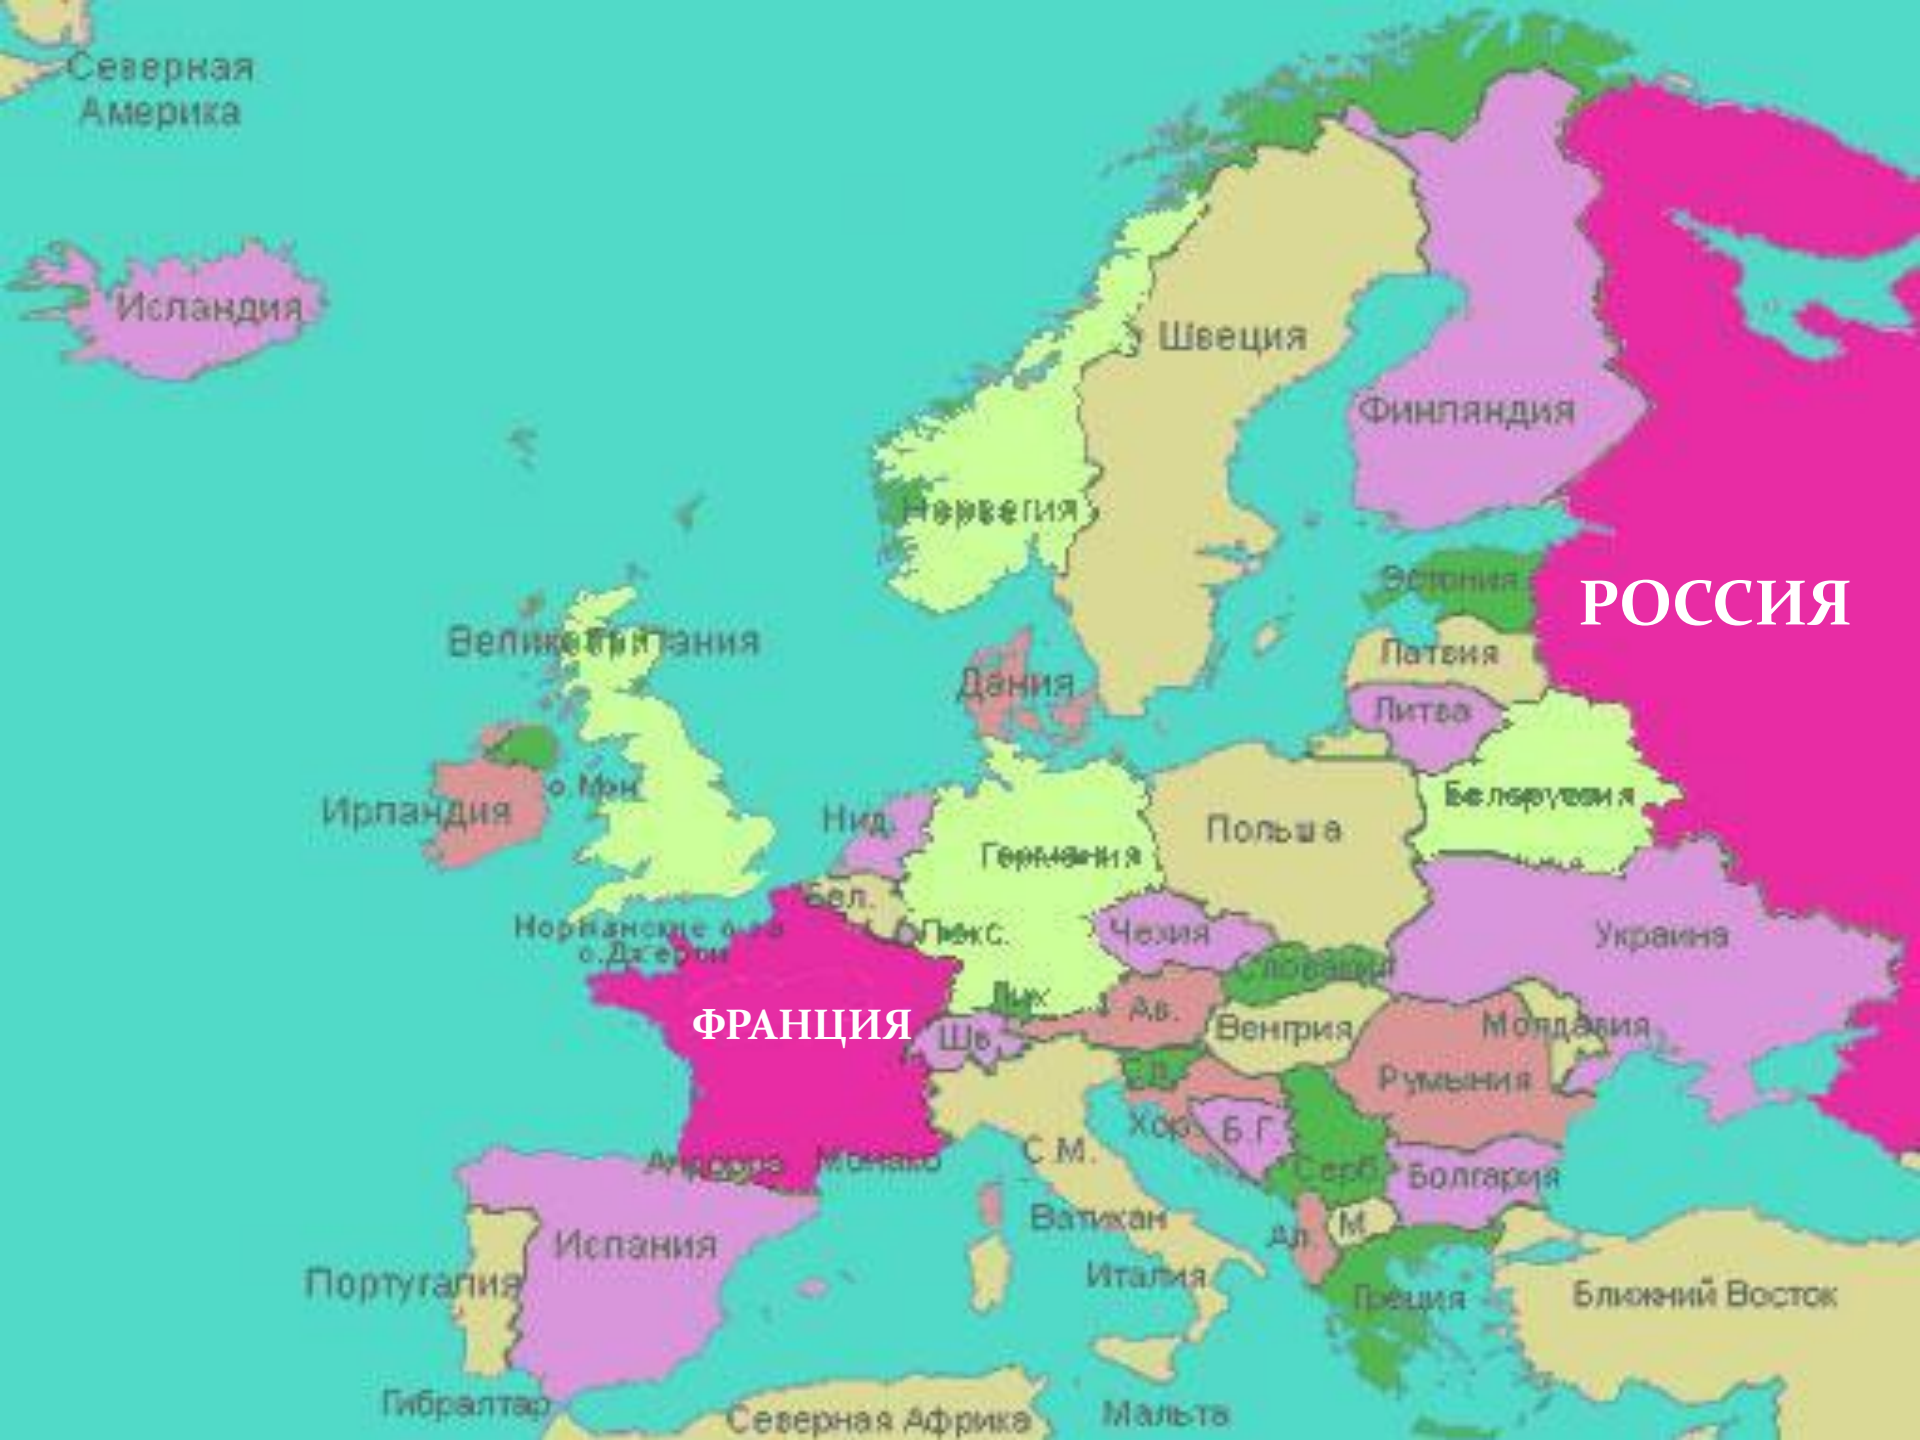 Северная
Америка
Исландия
Швеция
Финляндия
Норвегия
Эстония
РОССИЯ
Великобритания
Латвия
Дания
Литва
о Мэн
Ирландия
Нид.
Беларуссия
Польша
Германия
Бел.
Нормандские о-ва
о.Джерси
Люкс.
Чехия
Украина
Словакия
Лих
Ав.
ФРАНЦИЯ
Шв.
Венгрия
Молдавия
Румыния
Хор.
Б.Г.
С.М.
Андорра
Монако
Серб.
Болгария
Ватикан
Ал.
М.
Испания
Португалия
Италия
Греция
Ближний Восток
Гибралтар
Северная Африка
Мальта